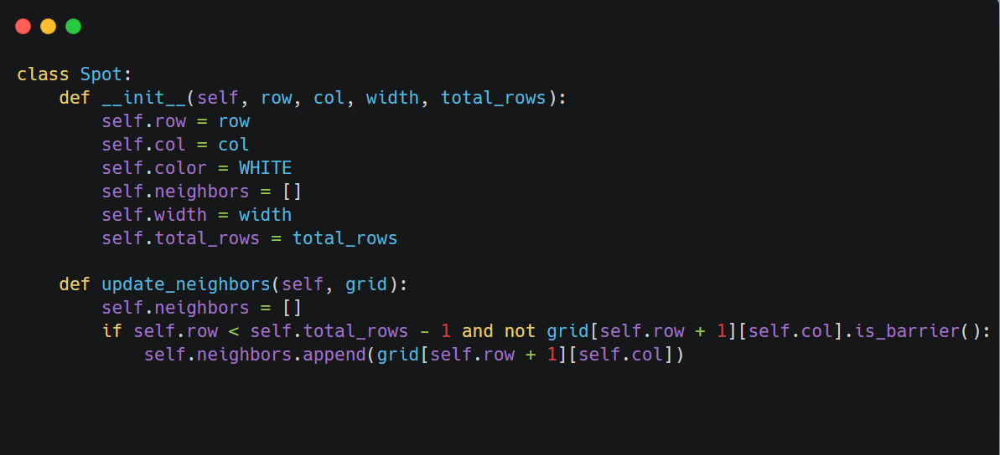 class Spot:
    def __init__(self, row, col, width, total_rows):
        self.row = row
        self.col = col
        self.color = WHITE
        self.neighbors = []
        self.width = width
        self.total_rows = total_rows

    def update_neighbors(self, grid):
        self.neighbors = []
        if self.row < self.total_rows - 1 and not grid[self.row + 1][self.col].is_barrier():
            self.neighbors.append(grid[self.row + 1][self.col])